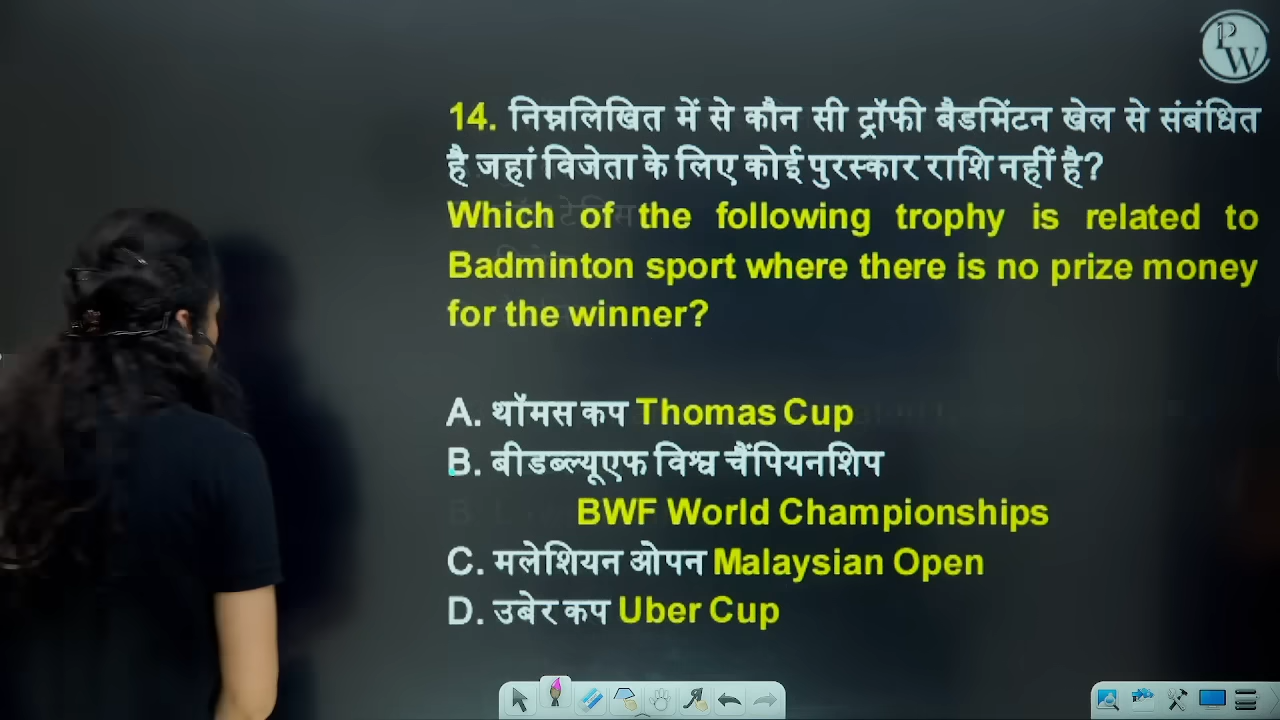 PW
14. निम्नलिखित में से कौन सी ट्रॉफी बैडमिंटन खेल से संबंधित
है जहां विजेता के लिए कोई पुरस्कार राशि नहीं है?
Which of the following trophy is related to
Badminton sport where there is no prize money
for the winner?
A. थॉमस कप Thomas Cup
B. बीडब्ल्यूएफ विश्व चैंपियनशिप
BWF World Championships
C. मलेशियन ओपन Malaysian Open
D. उबेर कप Uber Cup